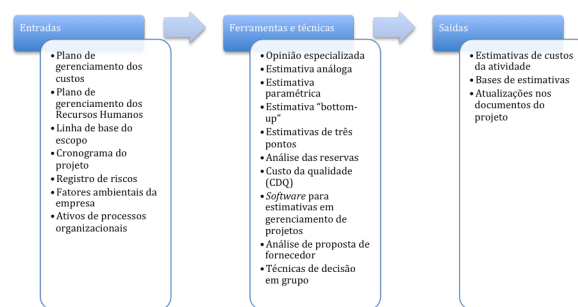 Entradas
• Plano de
gerenciamento dos
custos
• Plano de
gerenciamento dos
Recursos Humanos
• Linha de base do
escopo
• Cronograma do
projeto
• Registro de riscos
• Fatores ambientais da
empresa
• Ativos de processos
organizacionais
Ferramentas e técnicas
• Opinião especializada
• Estimativa análoga
• Estimativa
paramétrica
• Estimativa “bottom-
up”
• Estimativas de três
pontos
• Análise das reservas
• Custo da qualidade
(CDQ)
• Software para
estimativas em
gerenciamento de
projetos
• Análise de proposta de
fornecedor
• Técnicas de decisão
em grupo
Saídas
• Estimativas de custos
da atividade
• Bases de estimativas
• Atualizações nos
documentos do
projeto